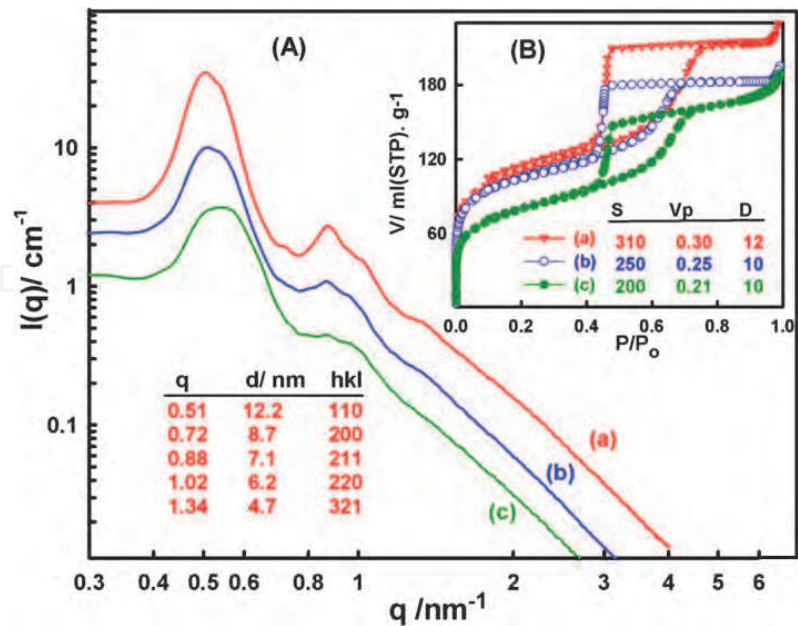 (A)
(B)
I(q)/ cm-1
10
1
0.1
q d/ nm hkl
0.51 12.2 110
0.72 8.7 200
0.88 7.1 211
1.02 6.2 220
1.34 4.7 321
(a)
(b)
(c)
0.3 0.4 0.5 0.6 0.8 1 2 3 4 5 6
q /nm-1
V/ ml(STP). g-1
180
120
60
S Vp D
(a) 310 0.30 12
(b) 250 0.25 10
(c) 200 0.21 10
0.0 0.2 0.4 0.6 0.8 1.0
P/Po